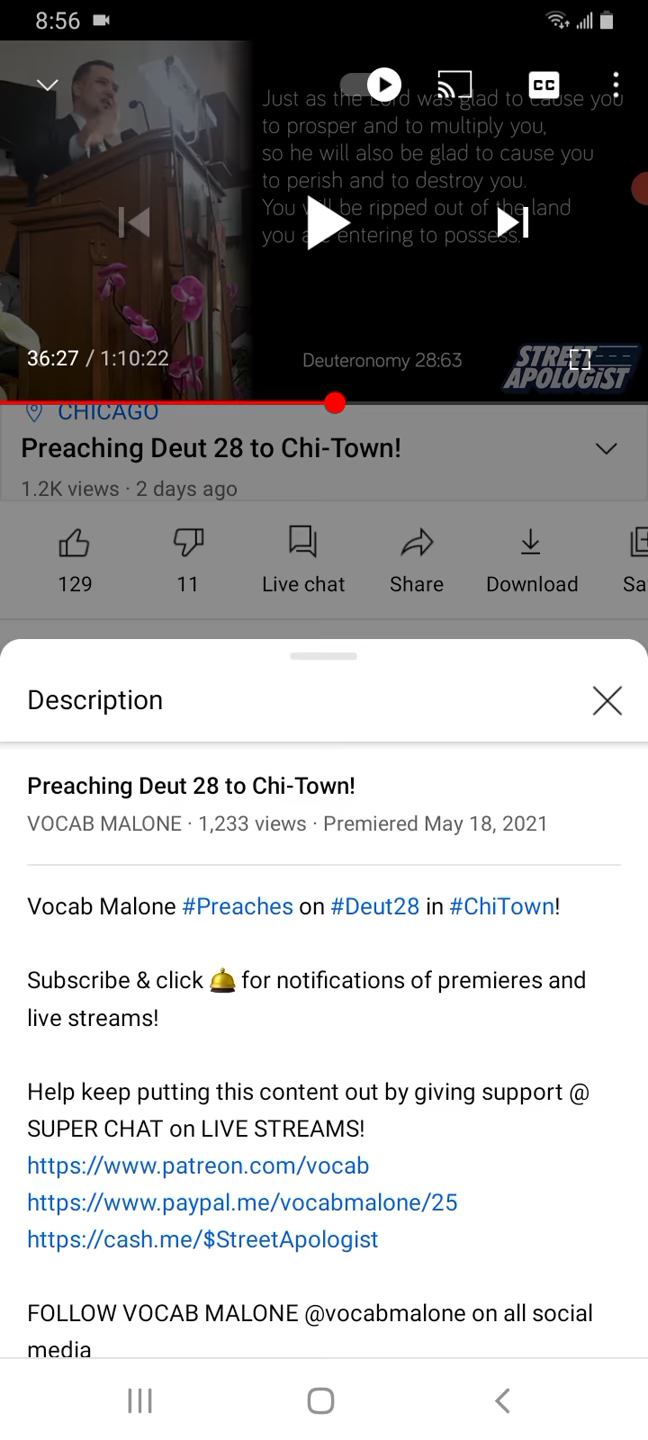 8:56
Just as the Lord was glad to cause you
to prosper and to multiply you,
so he will also be glad to cause you
to perish and to destroy you.
You will be ripped out of the land
you are entering to possess.
CC
36:27 / 1:10:22
Deuteronomy 28:63
STREET
APOLOGIST
CHICAGO
Preaching Deut 28 to Chi-Town!
1.2K views · 2 days ago
129
11
Live chat
Share
Download
Sa
Description
Preaching Deut 28 to Chi-Town!
VOCAB MALONE · 1,233 views · Premiered May 18, 2021
Vocab Malone #Preaches on #Deut28 in #ChiTown!
Subscribe & click 🛎 for notifications of premieres and
live streams!
Help keep putting this content out by giving support @
SUPER CHAT on LIVE STREAMS!
https://www.patreon.com/vocab
https://www.paypal.me/vocabmalone/25
https://cash.me/$StreetApologist
FOLLOW VOCAB MALONE @vocabmalone on all social
media